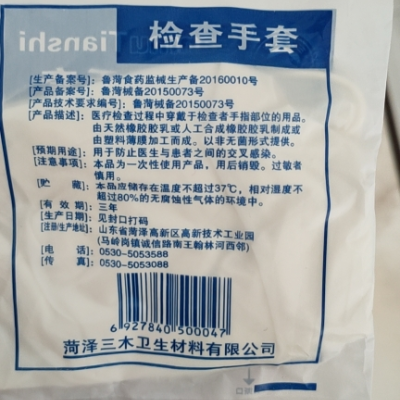 Tianshi
检查手套
[生产备案号]：鲁菏食药监械生产备20160010号
[产品备案号]：鲁菏械备20150073号
[产品技术要求编号]：鲁菏械备20150073号
[产品描述]：医疗检查过程中穿戴于检查者手指部位的用品。
由天然橡胶胶乳或人工合成橡胶胶乳制成或
由塑料薄膜加工而成。以非无菌形式提供。
[预期用途]：用于防止医生与患者之间的交叉感染。
[注意事项]：本品为一次性使用产品，用后销毁。过敏者
慎用。
[贮 藏]：本品应储存在温度不超过37℃，相对湿度不
超过80%的无腐蚀性气体的环境中。
[有 效 期]：三年
[生产日期]：见封口打码
[注册/生产地址]：山东省菏泽高新区高新技术工业园
(马岭岗镇诚信路南王翰林河西邻)
[电 话]：0530-5053588
[传 真]：0530-5053088
6 927840 500047
菏泽三木卫生材料有限公司